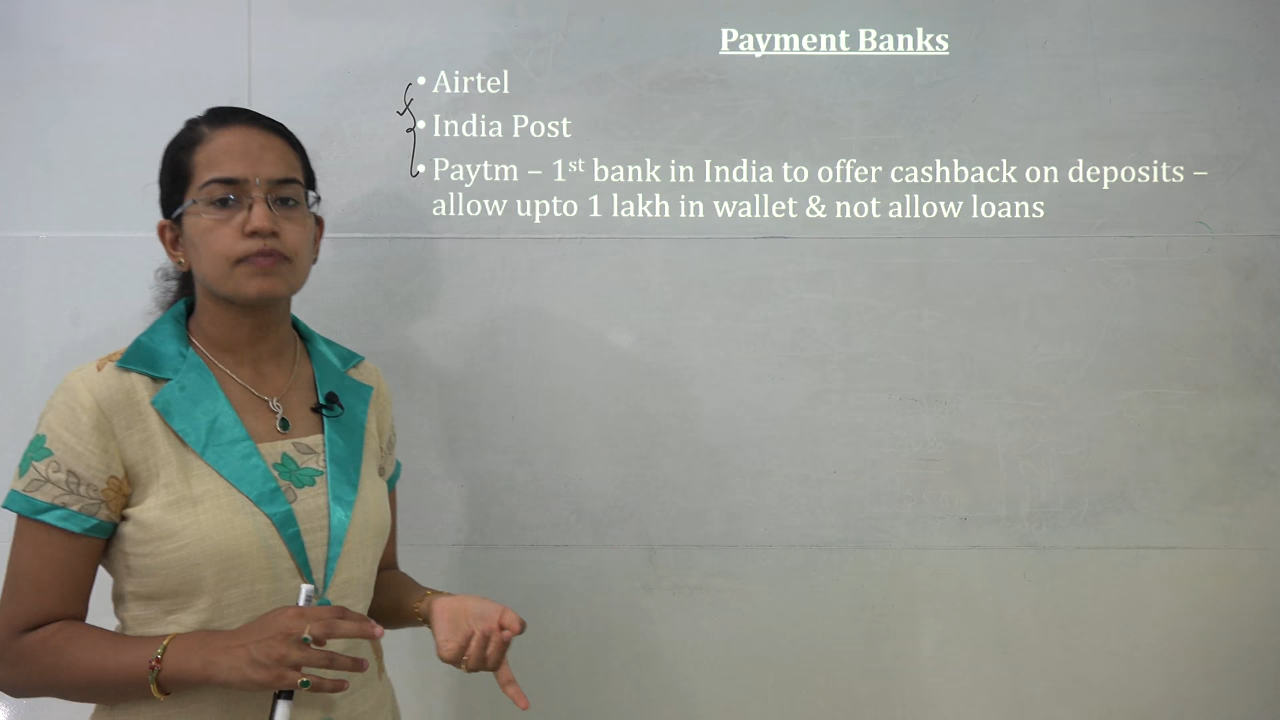 Payment Banks
• Airtel
• India Post
• Paytm – 1st bank in India to offer cashback on deposits –
allow upto 1 lakh in wallet & not allow loans